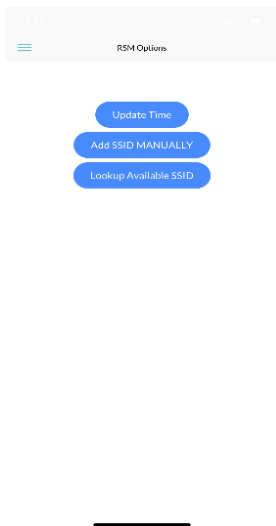 RSM Options
Update Time
Add SSID MANUALLY
Lookup Available SSID